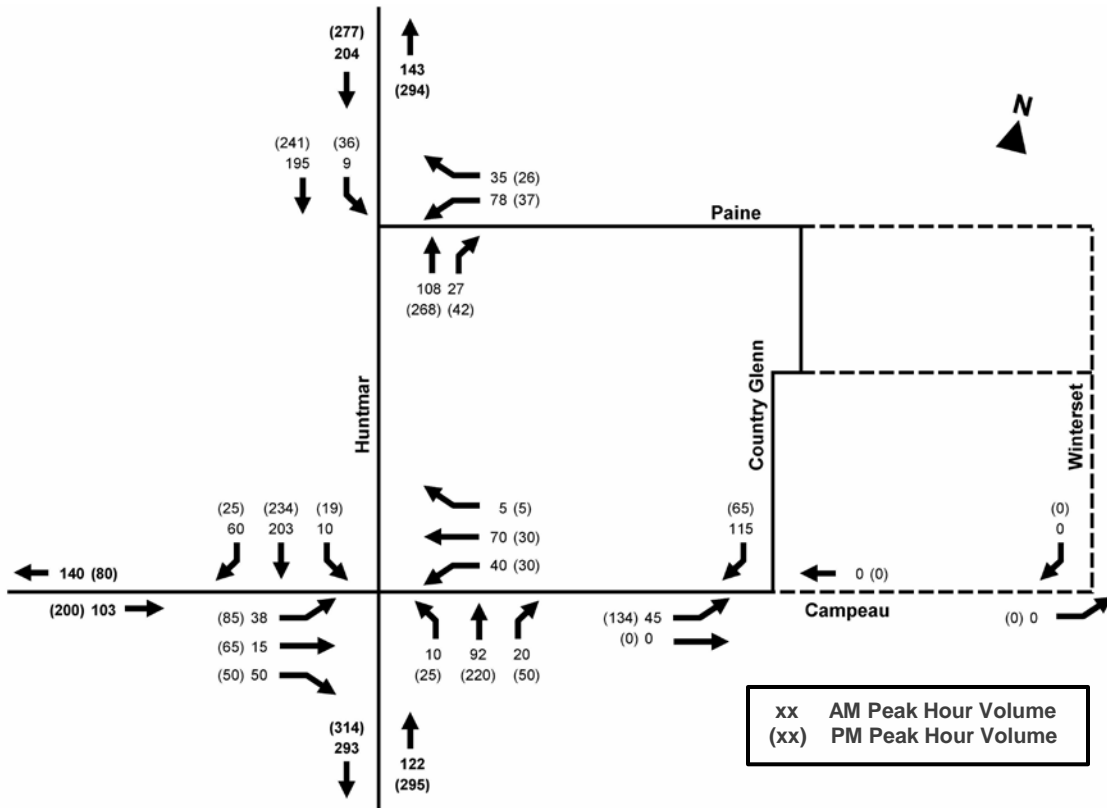 (277)
204
143
(294)
N
(241) (36)
195 9
35 (26)
78 (37)
Paine
108 27
(268) (42)
Huntmar
Country Glenn
Winterset
(25) (234) (19)
60 203 10
5 (5)
70 (30)
40 (30)
(65)
115
(0)
0
140 (80)
0 (0)
(200) 103
Campeau
(85) 38
(65) 15
(50) 50
10 92 20
(25) (220) (50)
(134) 45
(0) 0
(0) 0
(314)
293
122
(295)
xx AM Peak Hour Volume
(xx) PM Peak Hour Volume